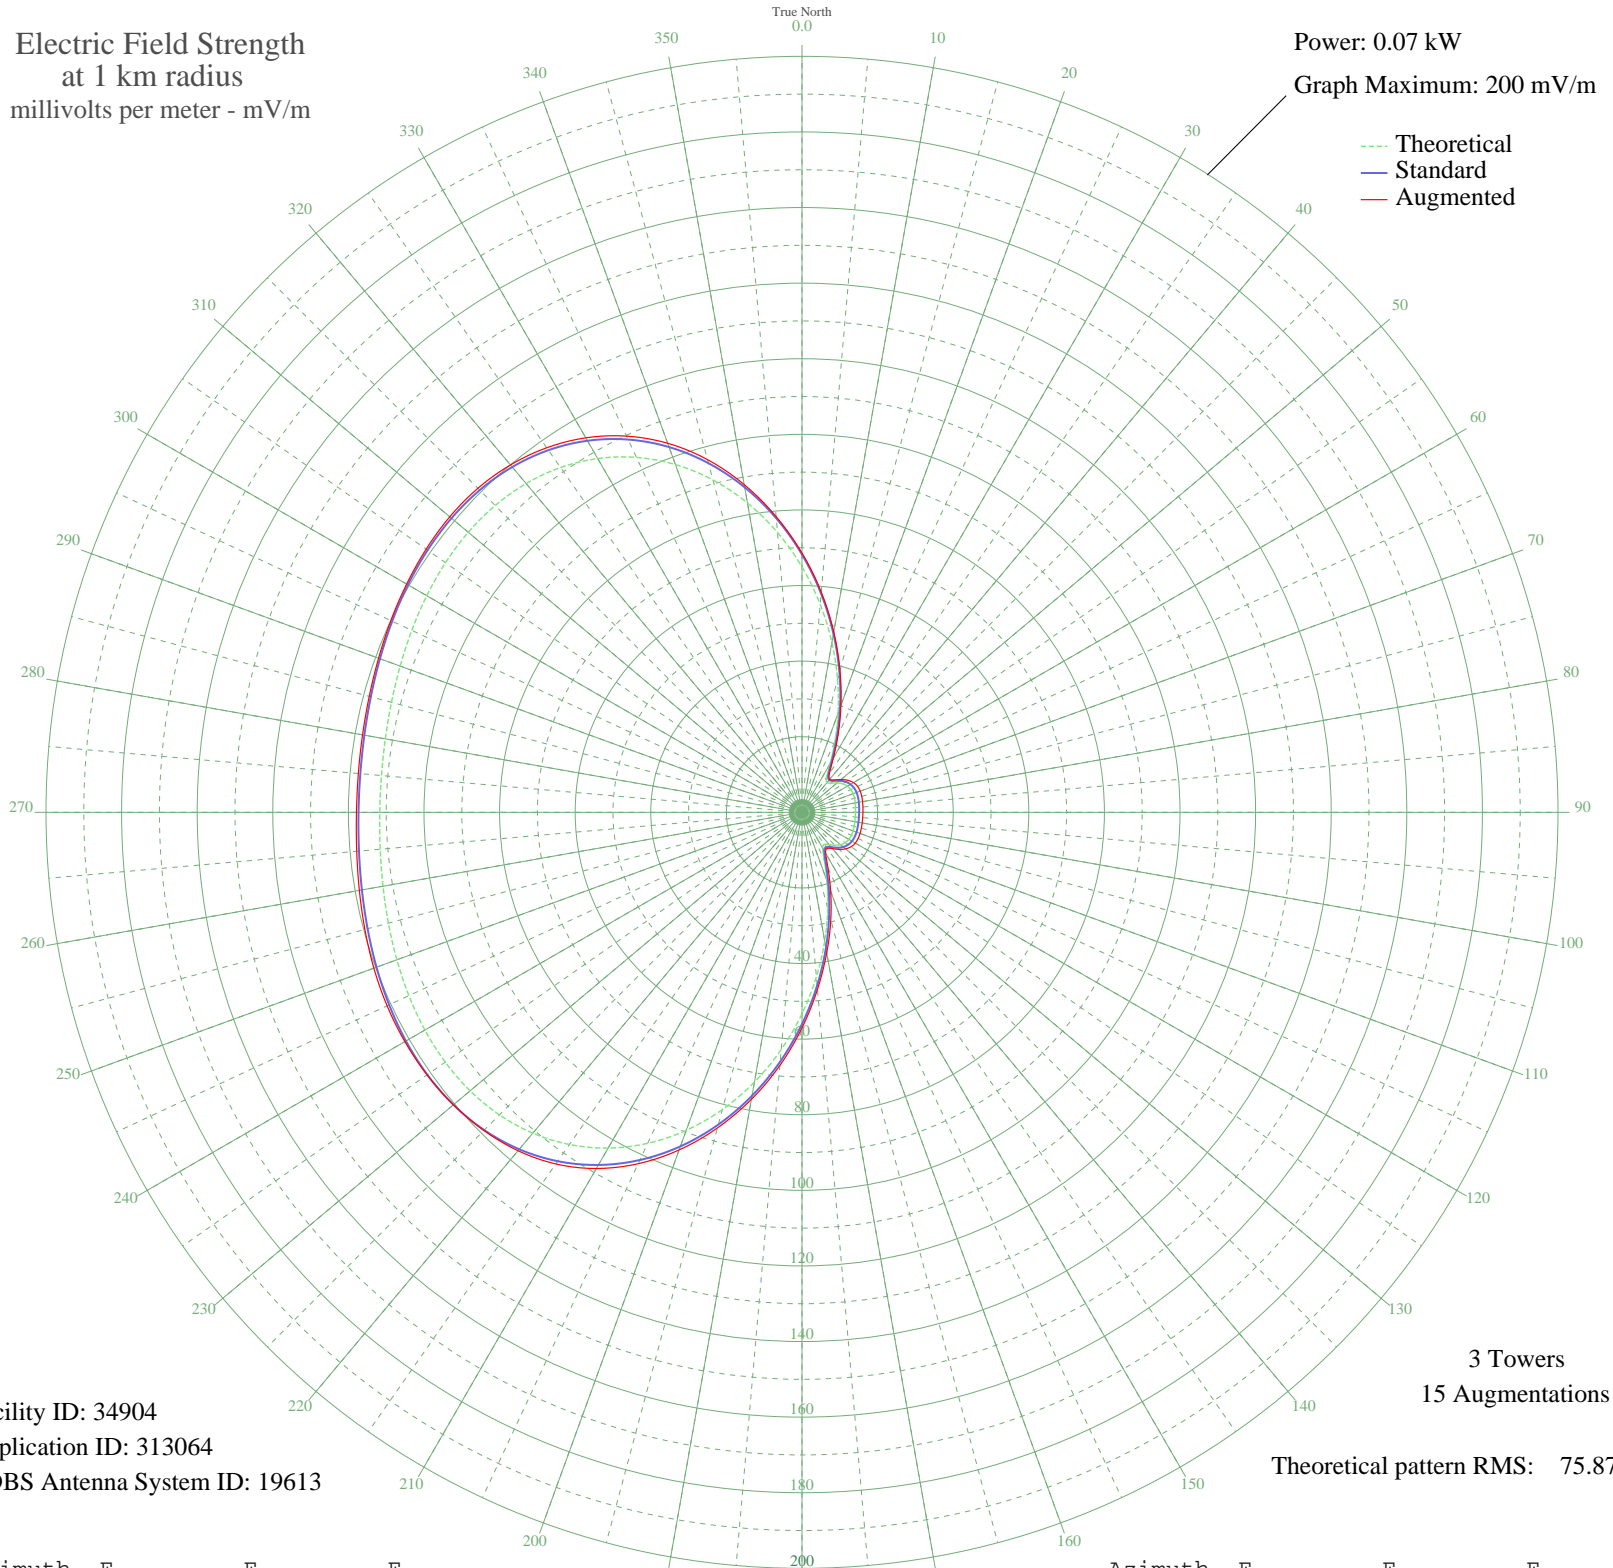 True North
0.0
Electric Field Strength
at 1 km radius
millivolts per meter - mV/m
Power: 0.07 kW
Graph Maximum: 200 mV/m
Theoretical
Standard
Augmented
10
20
30
40
50
60
70
80
90
100
110
120
130
140
150
160
200
210
220
230
240
250
260
270
280
290
300
310
320
330
340
350
40
60
80
100
120
140
160
180
200
3 Towers
15 Augmentations
Theoretical pattern RMS: 75.87
cility ID: 34904
plication ID: 313064
DBS Antenna System ID: 19613
imuth E E E
Azimuth E E E